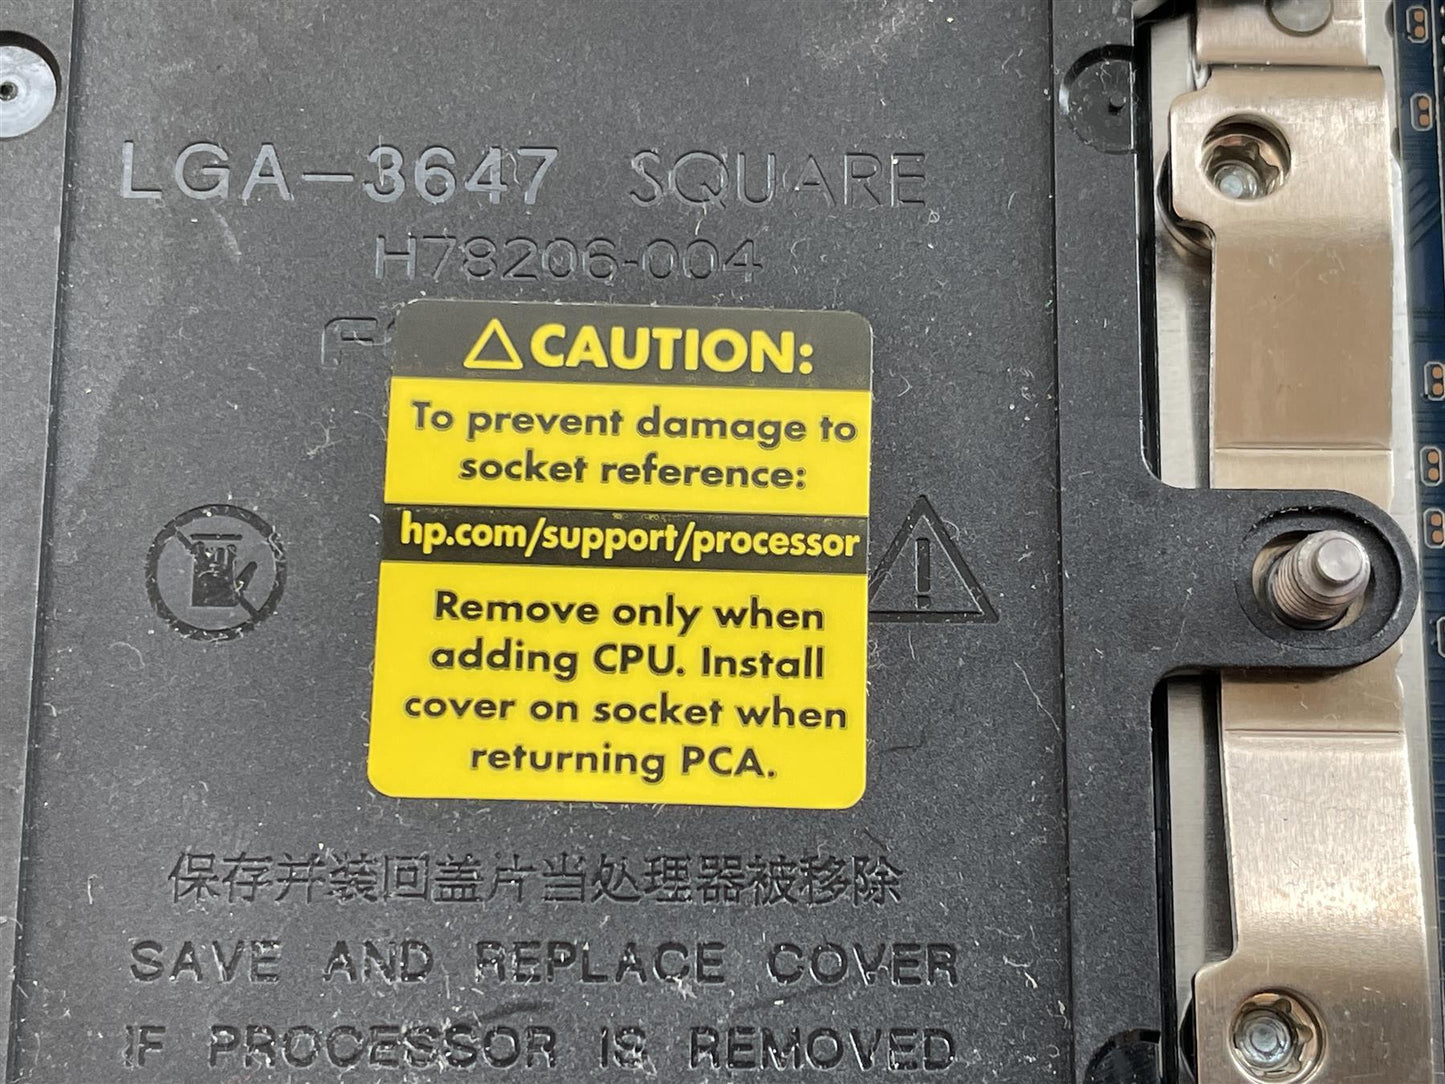 LGA-3647 SQUARE
H78206-004
CAUTION:
To prevent damage to
socket reference:
hp.com/support/processor
Remove only when
adding CPU. Install
cover on socket when
returning PCA.
保存并装回盖片当处理器被移除
SAVE AND REPLACE COVER
IF PROCESSOR IS REMOVED